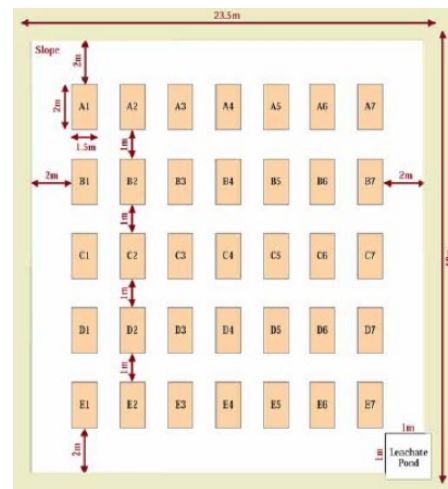 23.5m
Slope
2m
2m
A1 A2 A3 A4 A5 A6 A7
1.5m
1m
2m
B1 B2 B3 B4 B5 B6 B7
2m
1m
C1 C2 C3 C4 C5 C6 C7
1m
D1 D2 D3 D4 D5 D6 D7
1m
E1 E2 E3 E4 E5 E6 E7
1m
2m
1m
Leachate
Pond